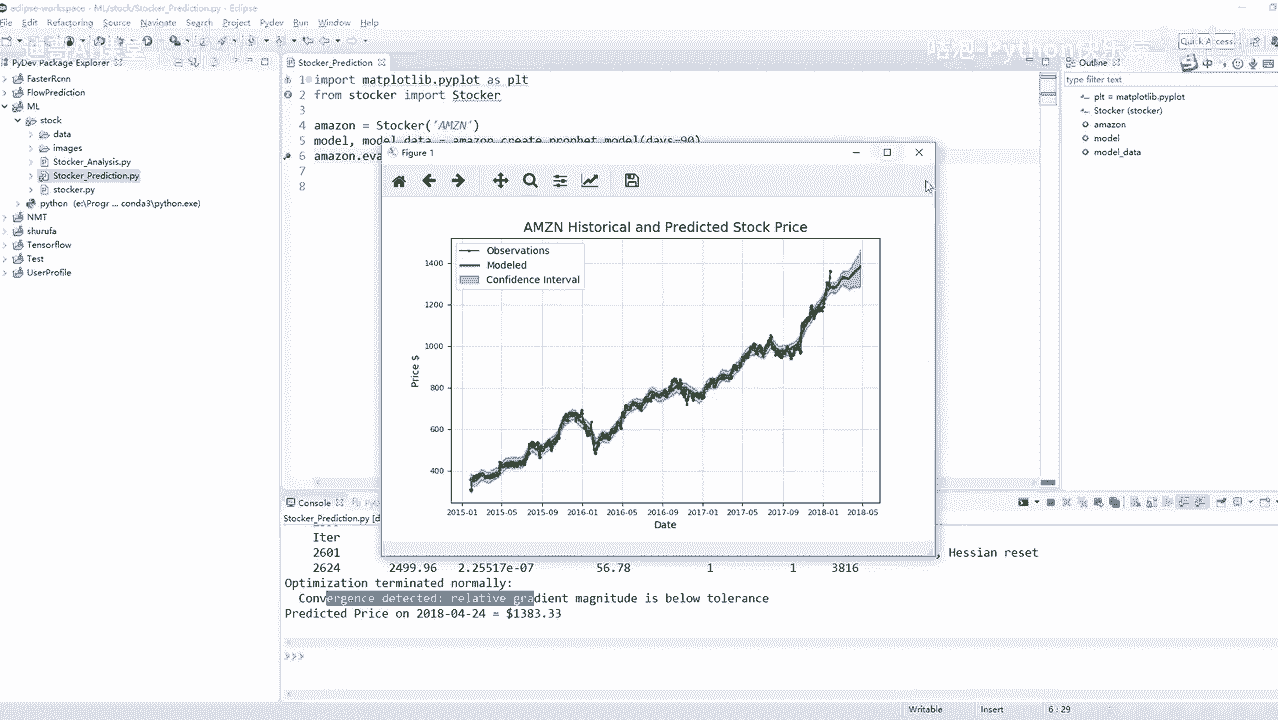 eclipse-workspace - ML/stock/Stocker_Prediction.py - Eclipse
File Edit Refactoring Source Navigate Search Project Pydev Run Window Help
Quick Access
PyDev Package Explorer
Stocker_Prediction
Outline
FasterRcnn
FlowPrediction
ML
stock
data
images
Stocker_Analysis.py
Stocker_Prediction.py
stocker.py
python (e:\Progr ... conda3\python.exe)
NMT
shurufa
Tensorflow
Test
UserProfile
1 import matplotlib.pyplot as plt
2 from stocker import Stocker
3
4 amazon = Stocker('AMZN')
5 model, model_data = amazon.create_prophet_model(days=90)
6 amazon.eva
7
8
type filter text
plt = matplotlib.pyplot
Stocker (stocker)
amazon
model
model_data
Figure 1
AMZN Historical and Predicted Stock Price
Observations
Modeled
Confidence Interval
1400
1200
1000
800
600
400
Price $
2015-01 2015-05 2015-09 2016-01 2016-05 2016-09 2017-01 2017-05 2017-09 2018-01 2018-05
Date
Console
Stocker_Prediction.py [d
Iter
2601 , Hessian reset
2624 2499.96 2.25517e-07 56.78 1 1 3816
Optimization terminated normally:
Convergence detected: relative gradient magnitude is below tolerance
Predicted Price on 2018-04-24 = $1383.33
>>>
Writable Insert 6 : 29